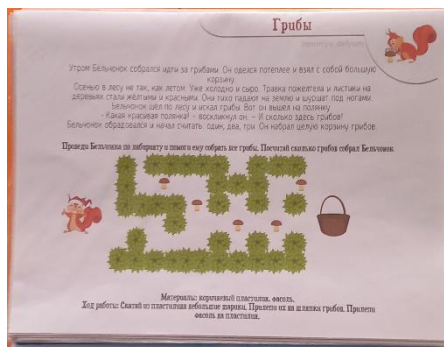 Грибы
Утром Бельчонок собрался идти за грибами. Он оделся потеплее и взял с собой большую
корзину.
Осенью в лесу не так, как летом. Уже холодно и сыро. Травка пожелтела и листики на
деревьях стали жёлтыми и красными. Они тихо падают на землю и шуршат под ногами.
Бельчонок шёл по лесу и искал грибы. Вот он вышел на полянку.
- Какая красивая полянка! - воскликнул он. - И сколько здесь грибов!
Бельчонок обрадовался и начал считать: один, два, три. Он набрал целую корзину грибов.
Проведи Бельчонка по лабиринту и помоги ему собрать все грибы. Посчитай сколько грибов собрал Бельчонок.
Материалы: коричневый пластилин, фасоль.
Ход работы: Скатай из пластилина небольшие шарики. Прилепи их на шляпки грибов. Прилепи
фасоль на пластилин.